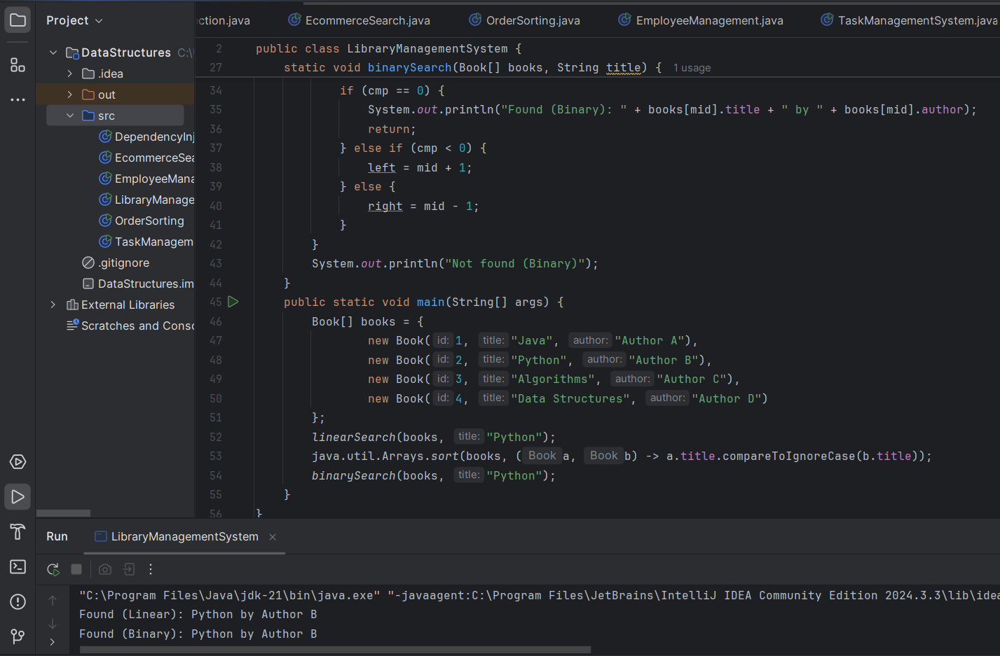 Project
ction.java
EcommerceSearch.java
OrderSorting.java
EmployeeManagement.java
TaskManagementSystem.java
DataStructures C:\
.idea
out
src
DependencyInj
EcommerceSea
EmployeeMana
LibraryManage
OrderSorting
TaskManagem
.gitignore
DataStructures.im
External Libraries
Scratches and Conso
2 public class LibraryManagementSystem {
27 static void binarySearch(Book[] books, String title) { 1 usage
34 if (cmp == 0) {
35 System.out.println("Found (Binary): " + books[mid].title + " by " + books[mid].author);
36 return;
37 } else if (cmp < 0) {
38 left = mid + 1;
39 } else {
40 right = mid - 1;
41 }
42 }
43 System.out.println("Not found (Binary)");
44 }
45 public static void main(String[] args) {
46 Book[] books = {
47 new Book( id: 1, title: "Java", author: "Author A"),
48 new Book( id: 2, title: "Python", author: "Author B"),
49 new Book( id: 3, title: "Algorithms", author: "Author C"),
50 new Book( id: 4, title: "Data Structures", author: "Author D")
51 };
52 linearSearch(books, title: "Python");
53 java.util.Arrays.sort(books, ( Book a, Book b) -> a.title.compareToIgnoreCase(b.title));
54 binarySearch(books, title: "Python");
55 }
56 }
Run LibraryManagementSystem
"C:\Program Files\Java\jdk-21\bin\java.exe" "-javaagent:C:\Program Files\JetBrains\IntelliJ IDEA Community Edition 2024.3.3\lib\idea
Found (Linear): Python by Author B
Found (Binary): Python by Author B